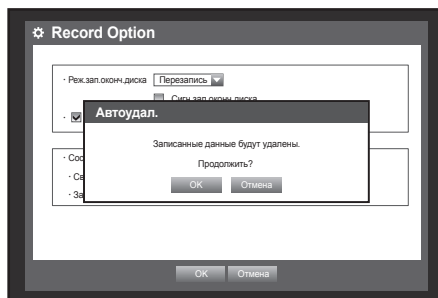 Record Option
· Реж.зап.оконч.диска Перезапись
Сигн.зап.оконч.диска
Автоудал.
Записанные данные будут удалены.
Продолжить?
OK Отмена
OK Отмена